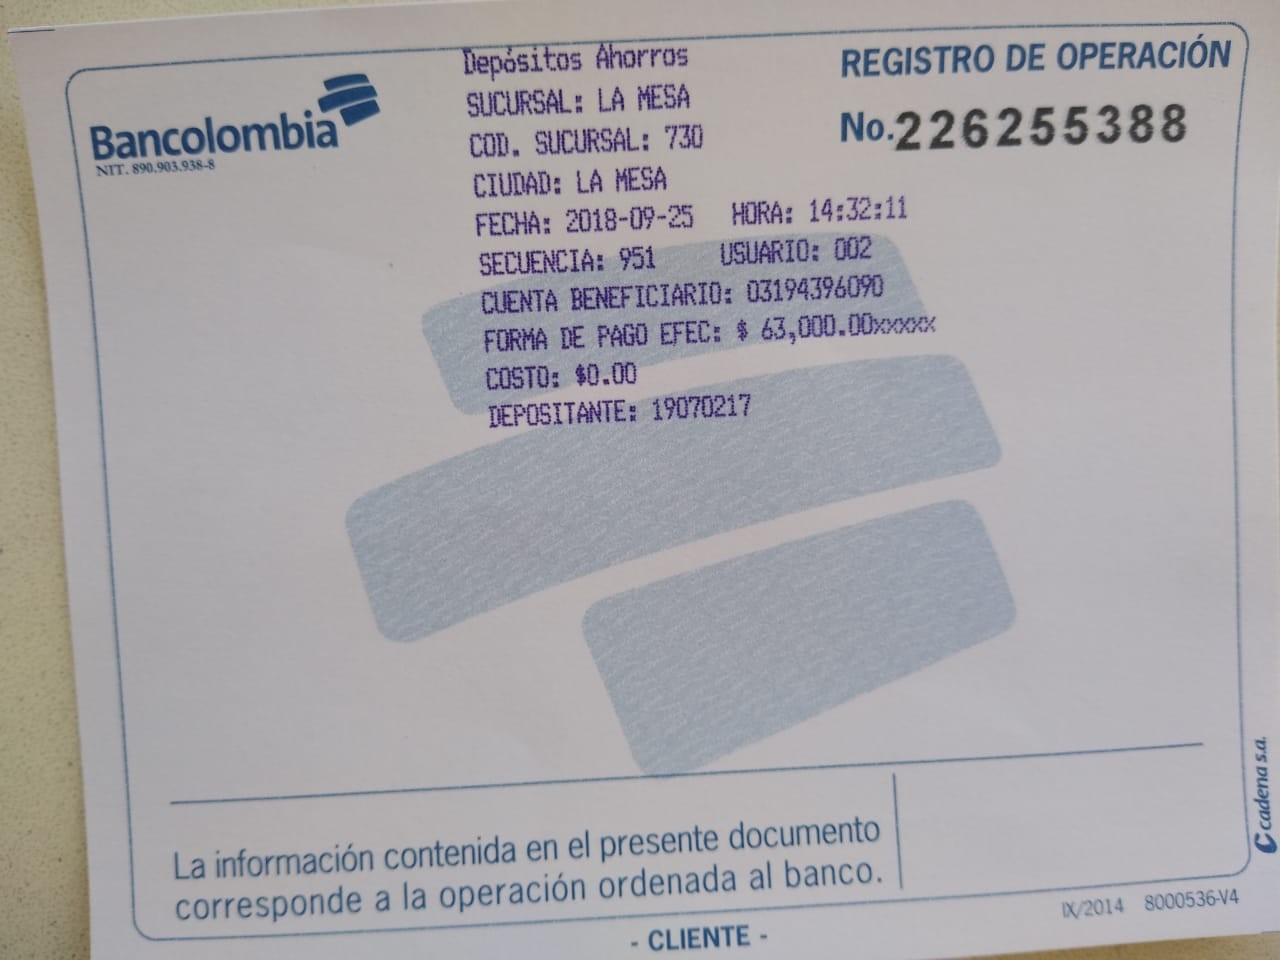 Bancolombia
NIT. 890.903.938-8
Depósitos Ahorros
SUCURSAL: LA MESA
COD. SUCURSAL: 730
CIUDAD: LA MESA
FECHA: 2018-09-25 HORA: 14:32:11
SECUENCIA: 951 USUARIO: 002
CUENTA BENEFICIARIO: 03194396090
FORMA DE PAGO EFEC: $ 63,000.00xxxxx
COSTO: $0.00
DEPOSITANTE: 19070217
REGISTRO DE OPERACIÓN
No.226255388
La información contenida en el presente documento
corresponde a la operación ordenada al banco.
cadena s.a.
IX/2014 8000536-V4
- CLIENTE -